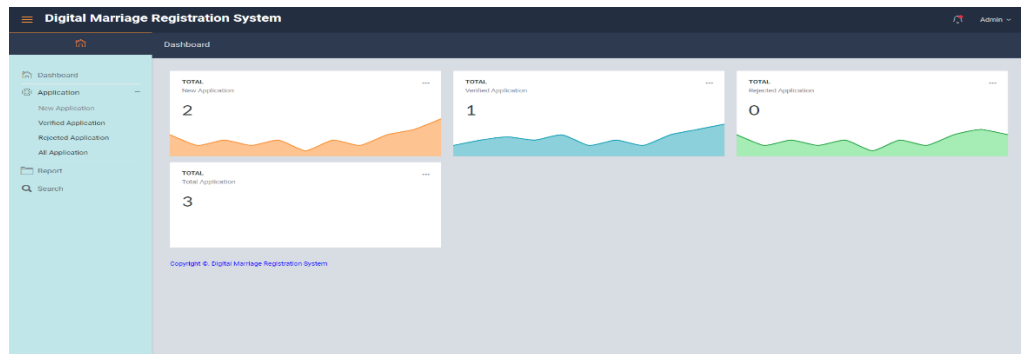 Digital Marriage Registration System
Admin
Dashboard
Dashboard
Application
New Application
Verified Application
Rejected Application
All Application
Report
Search
TOTAL
New Application
2
TOTAL
Verified Application
1
TOTAL
Rejected Application
0
TOTAL
Total Application
3
Copyright ©. Digital Marriage Registration System